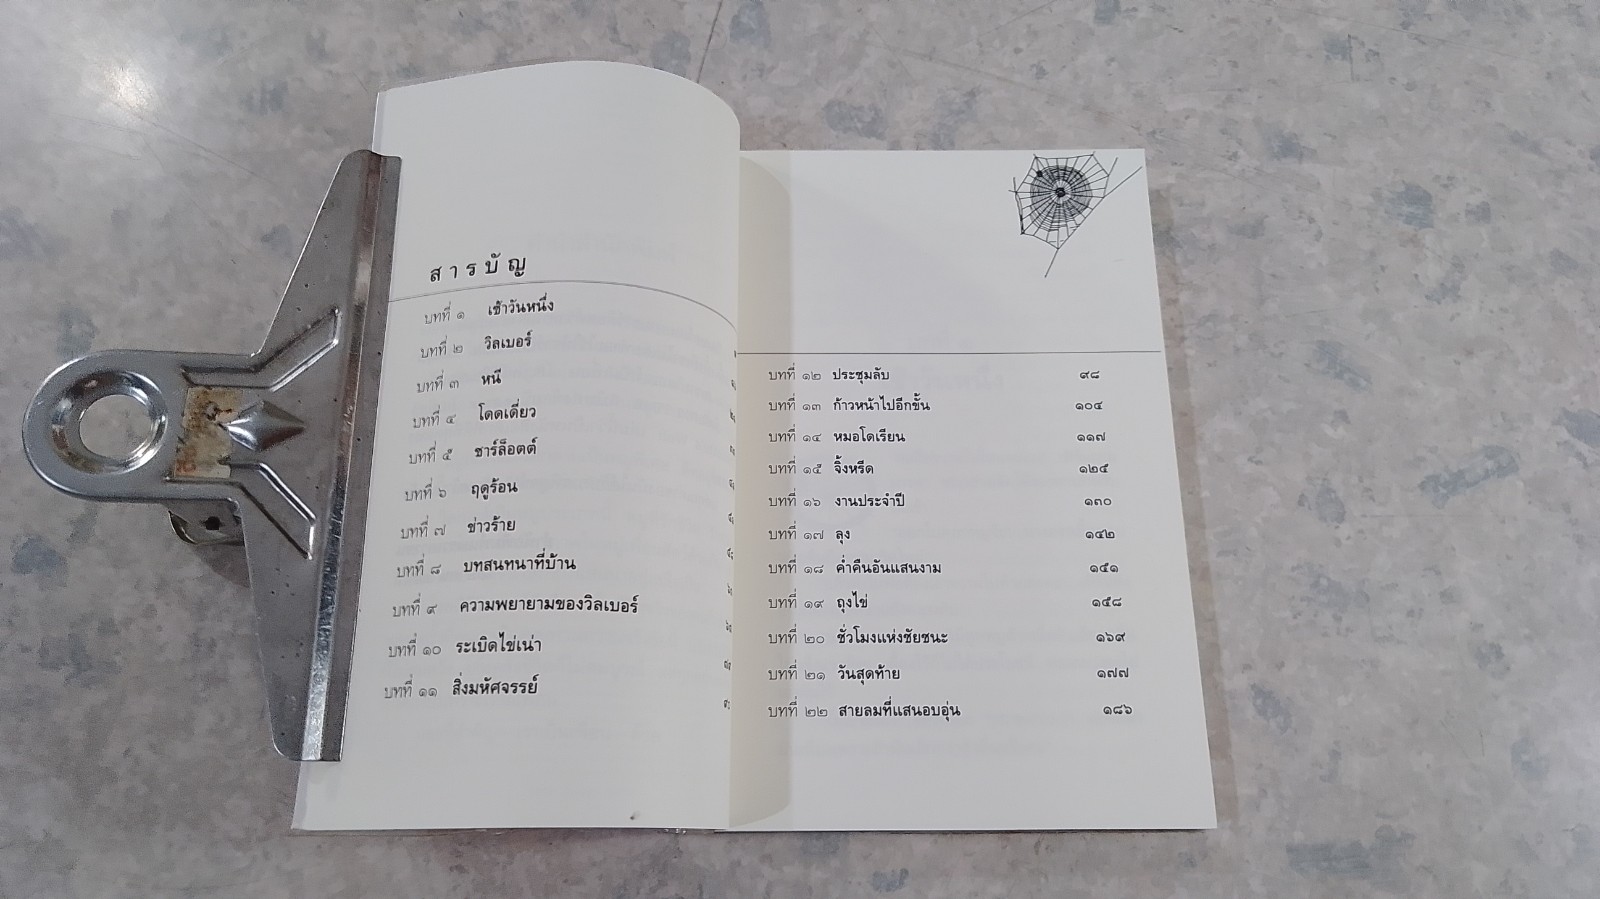 สารบัญ
บทที่ ๑ เช้าวันหนึ่ง
บทที่ ๒ วิลเบอร์
บทที่ ๓ หนี
บทที่ ๔ โดดเดี่ยว
บทที่ ๕ ชาร์ล็อตต์
บทที่ ๖ ฤดูร้อน
บทที่ ๗ ข่าวร้าย
บทที่ ๘ บทสนทนาที่บ้าน
บทที่ ๙ ความพยายามของวิลเบอร์
บทที่ ๑๐ ระเบิดไข่เน่า
บทที่ ๑๑ สิ่งมหัศจรรย์
บทที่ ๑๒ ประชุมลับ ๙๘
บทที่ ๑๓ ก้าวหน้าไปอีกขั้น ๑๐๔
บทที่ ๑๔ หมอโดเรียน ๑๑๗
บทที่ ๑๕ จิ้งหรีด ๑๒๕
บทที่ ๑๖ งานประจำปี ๑๓๐
บทที่ ๑๗ ลุง ๑๔๒
บทที่ ๑๘ ค่ำคืนอันแสนงาม ๑๕๑
บทที่ ๑๙ ถุงไข่ ๑๕๘
บทที่ ๒๐ ชั่วโมงแห่งชัยชนะ ๑๖๙
บทที่ ๒๑ วันสุดท้าย ๑๗๗
บทที่ ๒๒ สายลมที่แสนอบอุ่น ๑๘๖